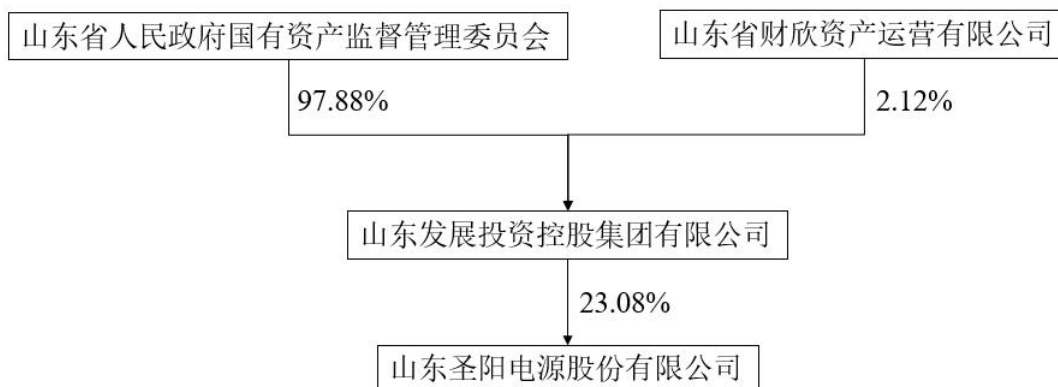 山东省人民政府国有资产监督管理委员会
山东省财欣资产运营有限公司
97.88%
2.12%
山东发展投资控股集团有限公司
23.08%
山东圣阳电源股份有限公司